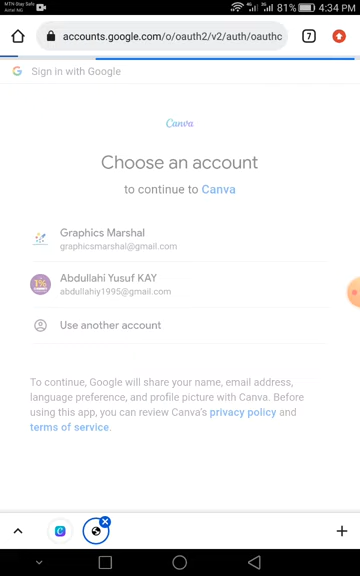 MTN-Stay Safe
Airtel NG
4G
3G
81%
4:34 PM
accounts.google.com/o/oauth2/v2/auth/oauthc
7
G Sign in with Google
Canva
Choose an account
to continue to Canva
Graphics Marshal
graphicsmarshal@gmail.com
1%
Abdullahi Yusuf KAY
abdullahiy1995@gmail.com
Use another account
To continue, Google will share your name, email address,
language preference, and profile picture with Canva. Before
using this app, you can review Canva's privacy policy and
terms of service.
C